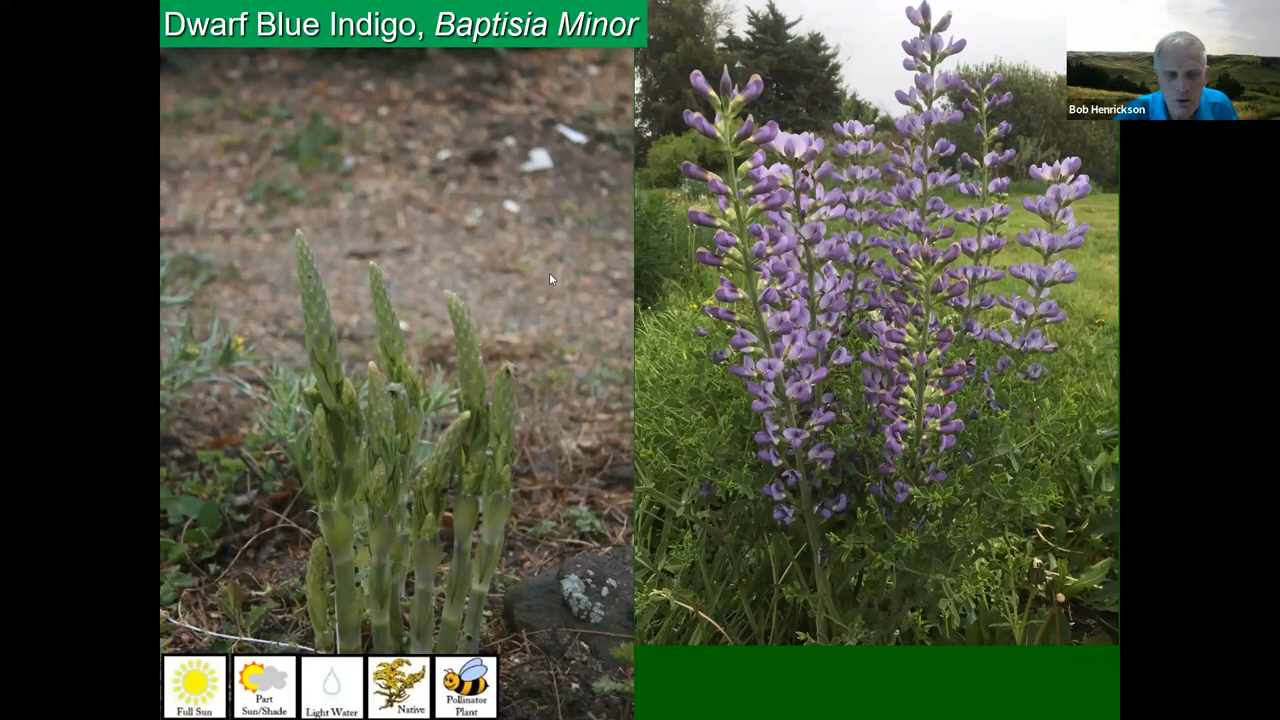 Dwarf Blue Indigo, Baptisia Minor
Bob Henrickson
Full Sun
Part
Sun/Shade
Light Water
Native
Pollinator
Plant